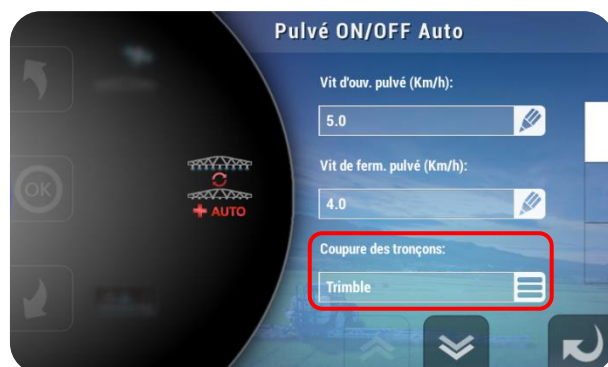 Pulvé ON/OFF Auto
Vit d'ouv. pulvé (Km/h):
5.0
Vit de ferm. pulvé (Km/h):
4.0
OK
AUTO
Coupure des tronçons:
Trimble